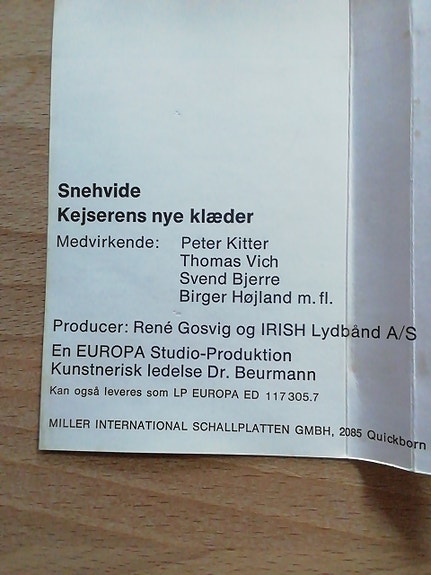 Snehvide
Kejserens nye klæder
Medvirkende: Peter Kitter
Thomas Vich
Svend Bjerre
Birger Højland m. fl.
Producer: René Gosvig og IRISH Lydbånd A/S
En EUROPA Studio-Produktion
Kunstnerisk ledelse Dr. Beurmann
Kan også leveres som LP EUROPA ED 117 305.7
MILLER INTERNATIONAL SCHALLPLATTEN GMBH, 2085 Quickborn